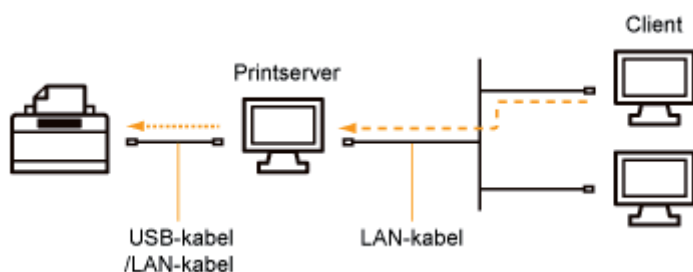 Client
Printserver
USB-kabel
/LAN-kabel
LAN-kabel